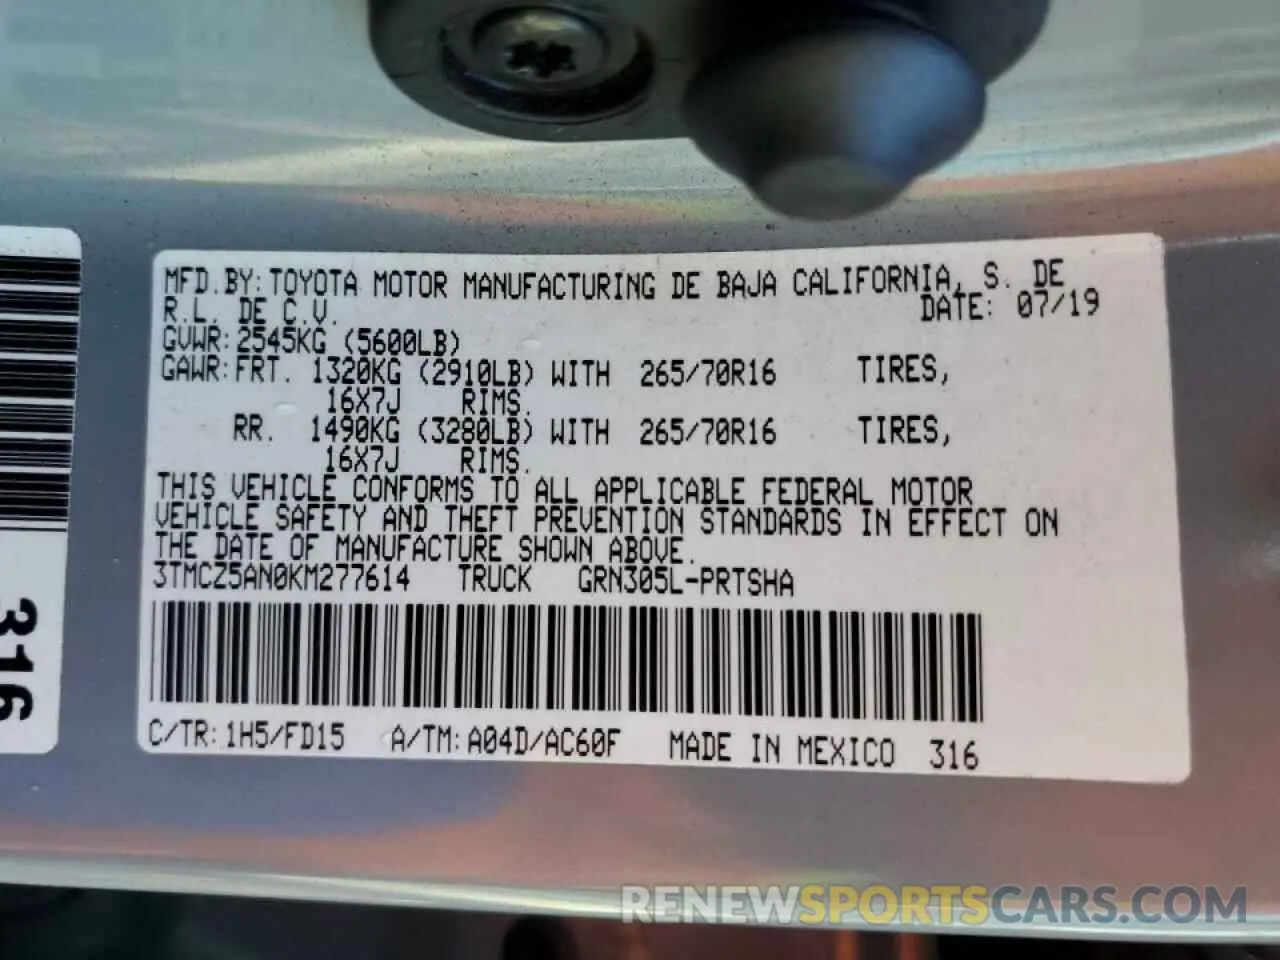 MFD.BY:TOYOTA MOTOR MANUFACTURING DE BAJA CALIFORNIA, S. DE
R.L. DE C.V. DATE: 07/19
GVWR:2545KG (5600LB)
GAWR:FRT. 1320KG (2910LB) WITH 265/70R16 TIRES,
16X7J RIMS.
RR. 1490KG (3280LB) WITH 265/70R16 TIRES,
16X7J RIMS.
THIS VEHICLE CONFORMS TO ALL APPLICABLE FEDERAL MOTOR
VEHICLE SAFETY AND THEFT PREVENTION STANDARDS IN EFFECT ON
THE DATE OF MANUFACTURE SHOWN ABOVE.
3TMCZ5AN0KM277614 TRUCK GRN305L-PRTSHA
C/TR:1H5/FD15 A/TM:A04D/AC60F MADE IN MEXICO 316
316
RENEWSPORTSCARS.COM